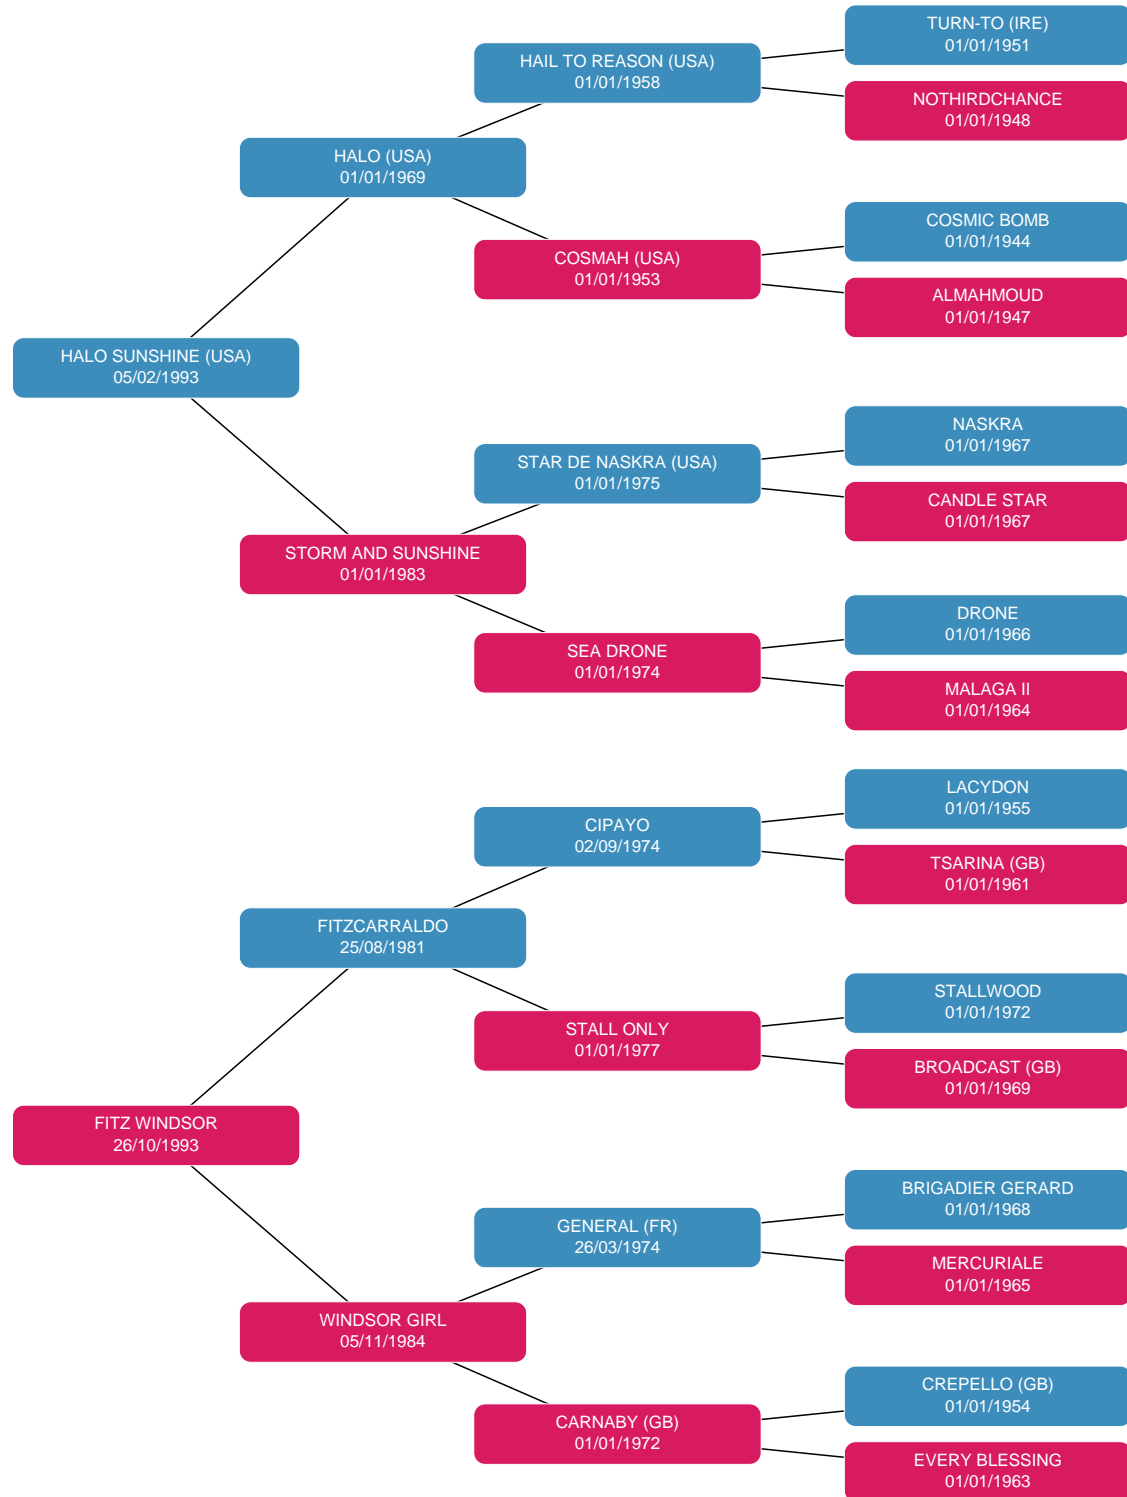 TURN-TO (IRE)
01/01/1951
HAIL TO REASON (USA)
01/01/1958
NOTHIRDCHANCE
01/01/1948
HALO (USA)
01/01/1969
COSMIC BOMB
01/01/1944
COSMAH (USA)
01/01/1953
ALMAHMOUD
01/01/1947
HALO SUNSHINE (USA)
05/02/1993
NASKRA
01/01/1967
STAR DE NASKRA (USA)
01/01/1975
CANDLE STAR
01/01/1967
STORM AND SUNSHINE
01/01/1983
DRONE
01/01/1966
SEA DRONE
01/01/1974
MALAGA II
01/01/1964
LACYDON
01/01/1955
CIPAYO
02/09/1974
TSARINA (GB)
01/01/1961
FITZCARRALDO
25/08/1981
STALLWOOD
01/01/1972
STALL ONLY
01/01/1977
BROADCAST (GB)
01/01/1969
FITZ WINDSOR
26/10/1993
BRIGADIER GERARD
01/01/1968
GENERAL (FR)
26/03/1974
MERCURIALE
01/01/1965
WINDSOR GIRL
05/11/1984
CREPELLO (GB)
01/01/1954
CARNABY (GB)
01/01/1972
EVERY BLESSING
01/01/1963